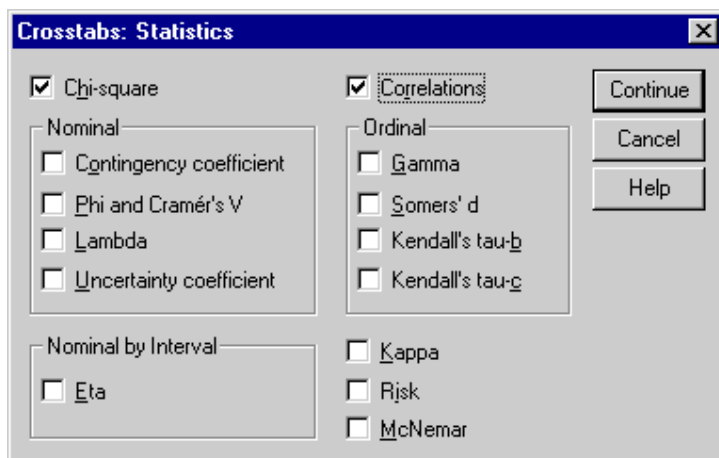 Crosstabs: Statistics
Chi-square
Correlations
Continue
Cancel
Help
Nominal
Contingency coefficient
Phi and Cramér's V
Lambda
Uncertainty coefficient
Ordinal
Gamma
Somers' d
Kendall's tau-b
Kendall's tau-c
Nominal by Interval
Eta
Kappa
Risk
McNemar